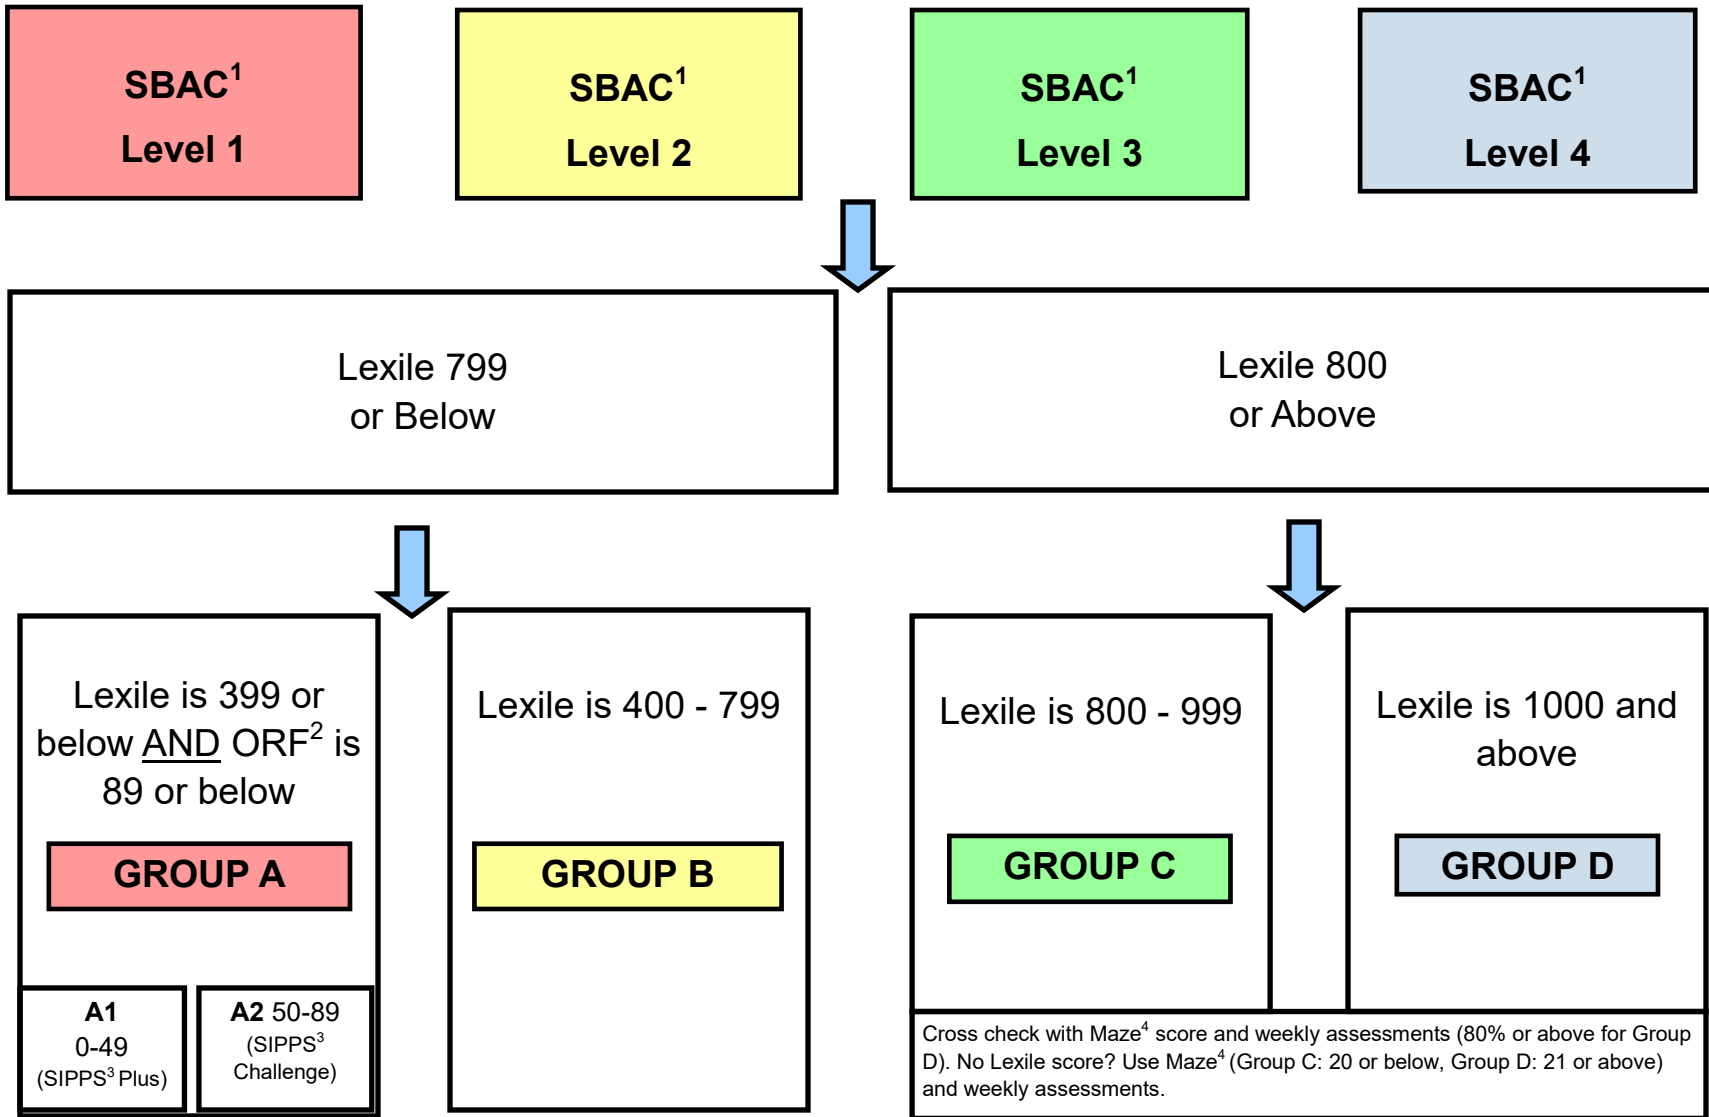 SBAC¹
Level 1
SBAC¹
Level 2
SBAC¹
Level 3
SBAC¹
Level 4
Lexile 799
or Below
Lexile 800
or Above
Lexile is 399 or
below AND ORF² is
89 or below
GROUP A
A1
0-49
(SIPPS³ Plus)
A2 50-89
(SIPPS³
Challenge)
Lexile is 400 - 799
GROUP B
Lexile is 800 - 999
GROUP C
Lexile is 1000 and
above
GROUP D
Cross check with Maze⁴ score and weekly assessments (80% or above for Group
D). No Lexile score? Use Maze⁴ (Group C: 20 or below, Group D: 21 or above)
and weekly assessments.